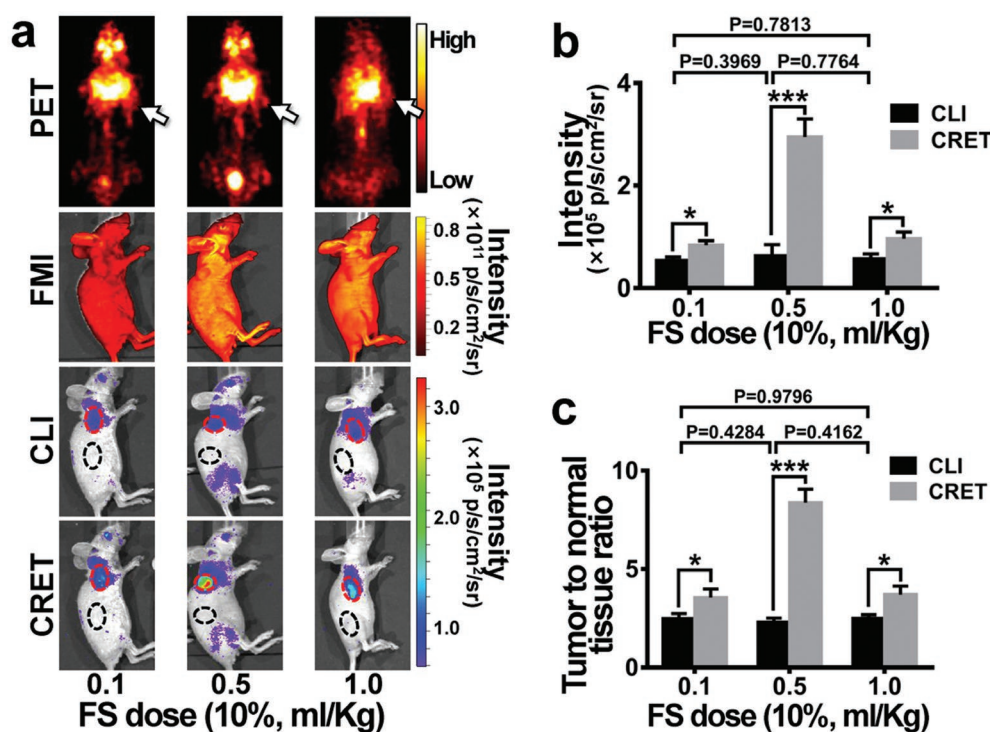 a
PET
High
Low
FMI
0.8
0.6
0.4
0.2
Intensity
(×10¹¹ p/s/cm²/sr)
CLI
CRET
3.0
2.0
1.0
Intensity
(×10⁵ p/s/cm²/sr)
0.1 0.5 1.0
FS dose (10%, ml/Kg)
b
P=0.7813
P=0.3969 P=0.7764
Intensity
(×10⁵ p/s/cm²/sr)
4
2
0
* *** *
CLI
CRET
0.1 0.5 1.0
FS dose (10%, ml/Kg)
c
P=0.9796
P=0.4284 P=0.4162
Tumor to normal
tissue ratio
10
5
0
* *** *
CLI
CRET
0.1 0.5 1.0
FS dose (10%, ml/Kg)